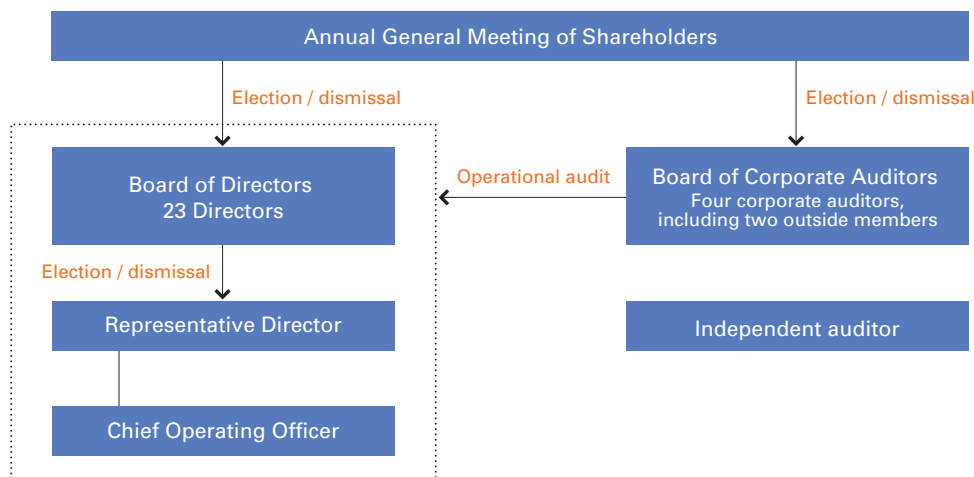 Annual General Meeting of Shareholders
Election / dismissal
Election / dismissal
Board of Directors
23 Directors
Operational audit
Board of Corporate Auditors
Four corporate auditors,
including two outside members
Election / dismissal
Representative Director
Independent auditor
Chief Operating Officer